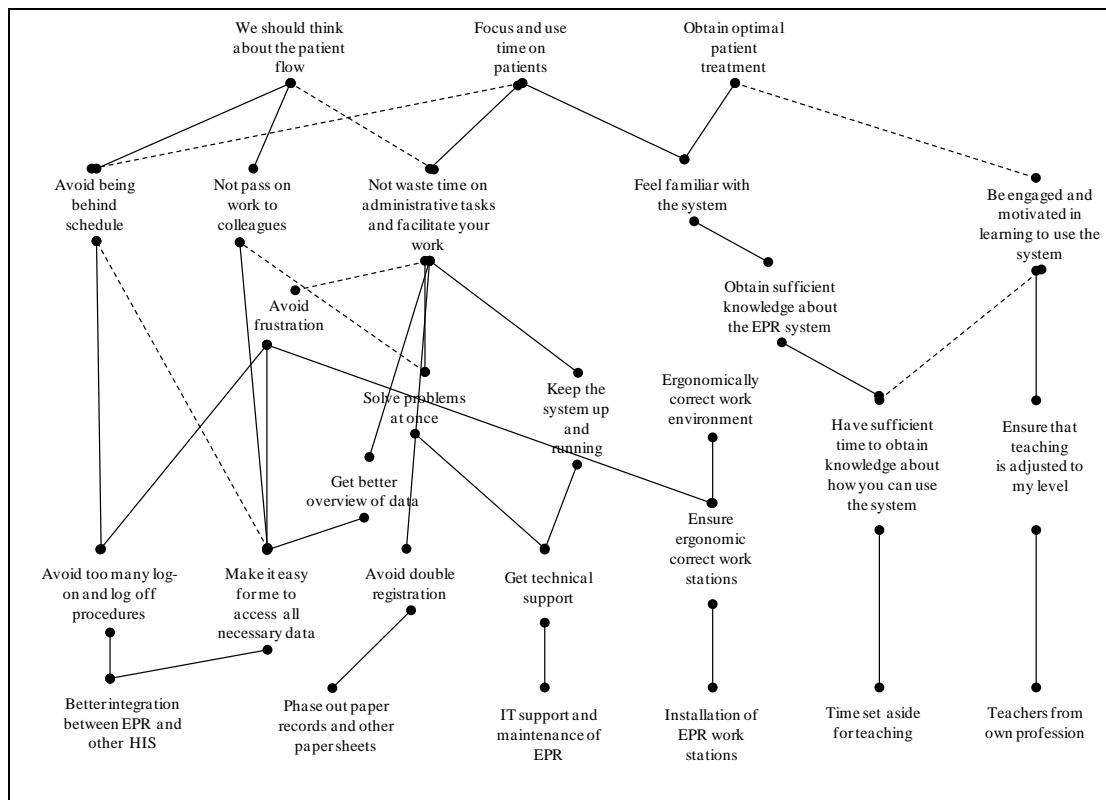 We should think
about the patient
flow
Focus and use
time on
patients
Obtain optimal
patient
treatment
Avoid being
behind
schedule
Not pass on
work to
colleagues
Not waste time on
administrative tasks
and facilitate your
work
Feel familiar with
the system
Be engaged and
motivated in
learning to use the
system
Avoid
frustration
Obtain sufficient
knowledge about
the EPR system
Solve problems
at once
Keep the
system up
and
running
Ergonomically
correct work
environment
Have sufficient
time to obtain
knowledge about
how you can use
the system
Ensure that
teaching
is adjusted to
my level
Get better
overview of data
Ensure
ergonomic
correct work
stations
Avoid too many log-
on and log off
procedures
Make it easy
for me to
access all
necessary data
Avoid double
registration
Get technical
support
Better integration
between EPR and
other HIS
Phase out paper
records and other
paper sheets
IT support and
maintenance of
EPR
Installation of
EPR work
stations
Time set aside
for teaching
Teachers from
own profession